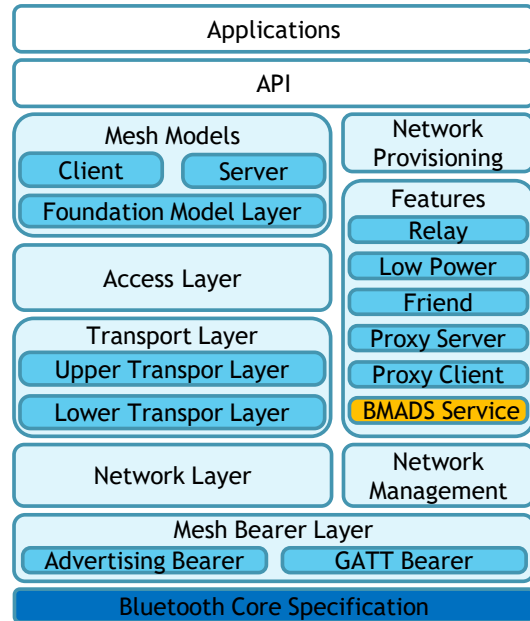 Applications
API
Mesh Models
Client
Server
Foundation Model Layer
Network
Provisioning
Features
Relay
Low Power
Friend
Proxy Server
Proxy Client
BMADS Service
Access Layer
Transport Layer
Upper Transpor Layer
Lower Transpor Layer
Network Layer
Network
Management
Mesh Bearer Layer
Advertising Bearer
GATT Bearer
Bluetooth Core Specification